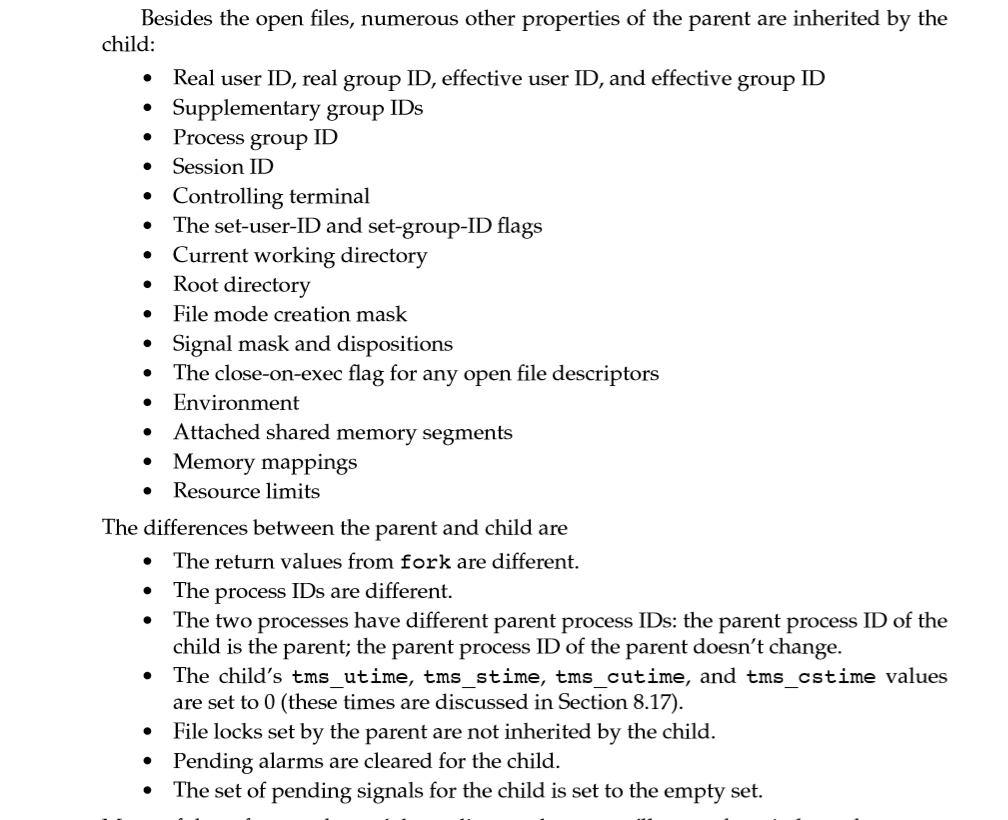 Besides the open files, numerous other properties of the parent are inherited by the
child:
• Real user ID, real group ID, effective user ID, and effective group ID
• Supplementary group IDs
• Process group ID
• Session ID
• Controlling terminal
• The set-user-ID and set-group-ID flags
• Current working directory
• Root directory
• File mode creation mask
• Signal mask and dispositions
• The close-on-exec flag for any open file descriptors
• Environment
• Attached shared memory segments
• Memory mappings
• Resource limits
The differences between the parent and child are
• The return values from fork are different.
• The process IDs are different.
• The two processes have different parent process IDs: the parent process ID of the
child is the parent; the parent process ID of the parent doesn’t change.
• The child’s tms_utime, tms_stime, tms_cutime, and tms_cstime values
are set to 0 (these times are discussed in Section 8.17).
• File locks set by the parent are not inherited by the child.
• Pending alarms are cleared for the child.
• The set of pending signals for the child is set to the empty set.